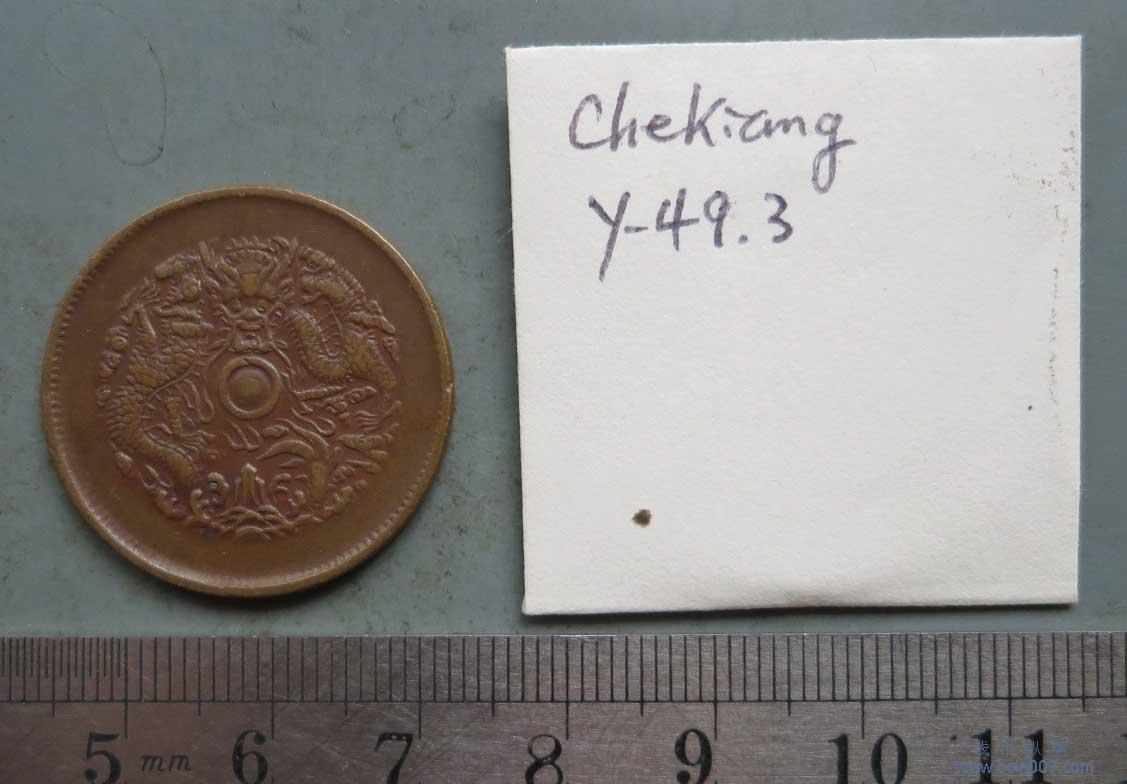 Chekiang
Y-49.3
5 mm 6 7 8 9 10 11
www.coin007.com